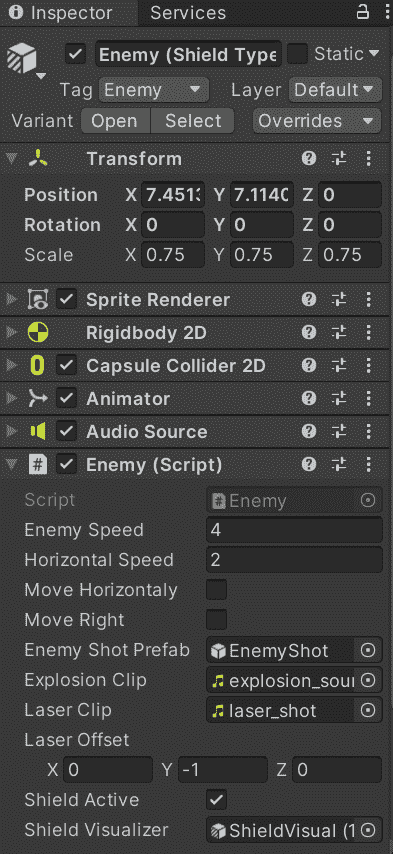 Inspector Services
Enemy (Shield Type Static
Tag Enemy Layer Default
Variant Open Select Overrides
Transform
Position X 7.451 Y 7.114 Z 0
Rotation X 0 Y 0 Z 0
Scale X 0.75 Y 0.75 Z 0.75
Sprite Renderer
Rigidbody 2D
Capsule Collider 2D
Animator
Audio Source
# Enemy (Script)
Script # Enemy
Enemy Speed 4
Horizontal Speed 2
Move Horizontaly
Move Right
Enemy Shot Prefab EnemyShot
Explosion Clip explosion_sou
Laser Clip laser_shot
Laser Offset
X 0 Y -1 Z 0
Shield Active
Shield Visualizer ShieldVisual (1